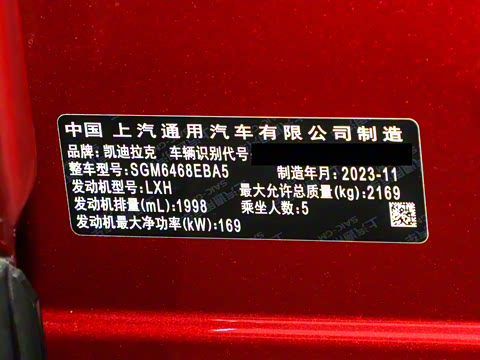 中国 上汽通用汽车有限公司制造
品牌:凯迪拉克 车辆识别代号
整车型号:SGM6468EBA5 制造年月:2023-11
发动机型号:LXH 最大允许总质量(kg):2169
发动机排量(mL):1998 乘坐人数:5
发动机最大净功率(kW):169